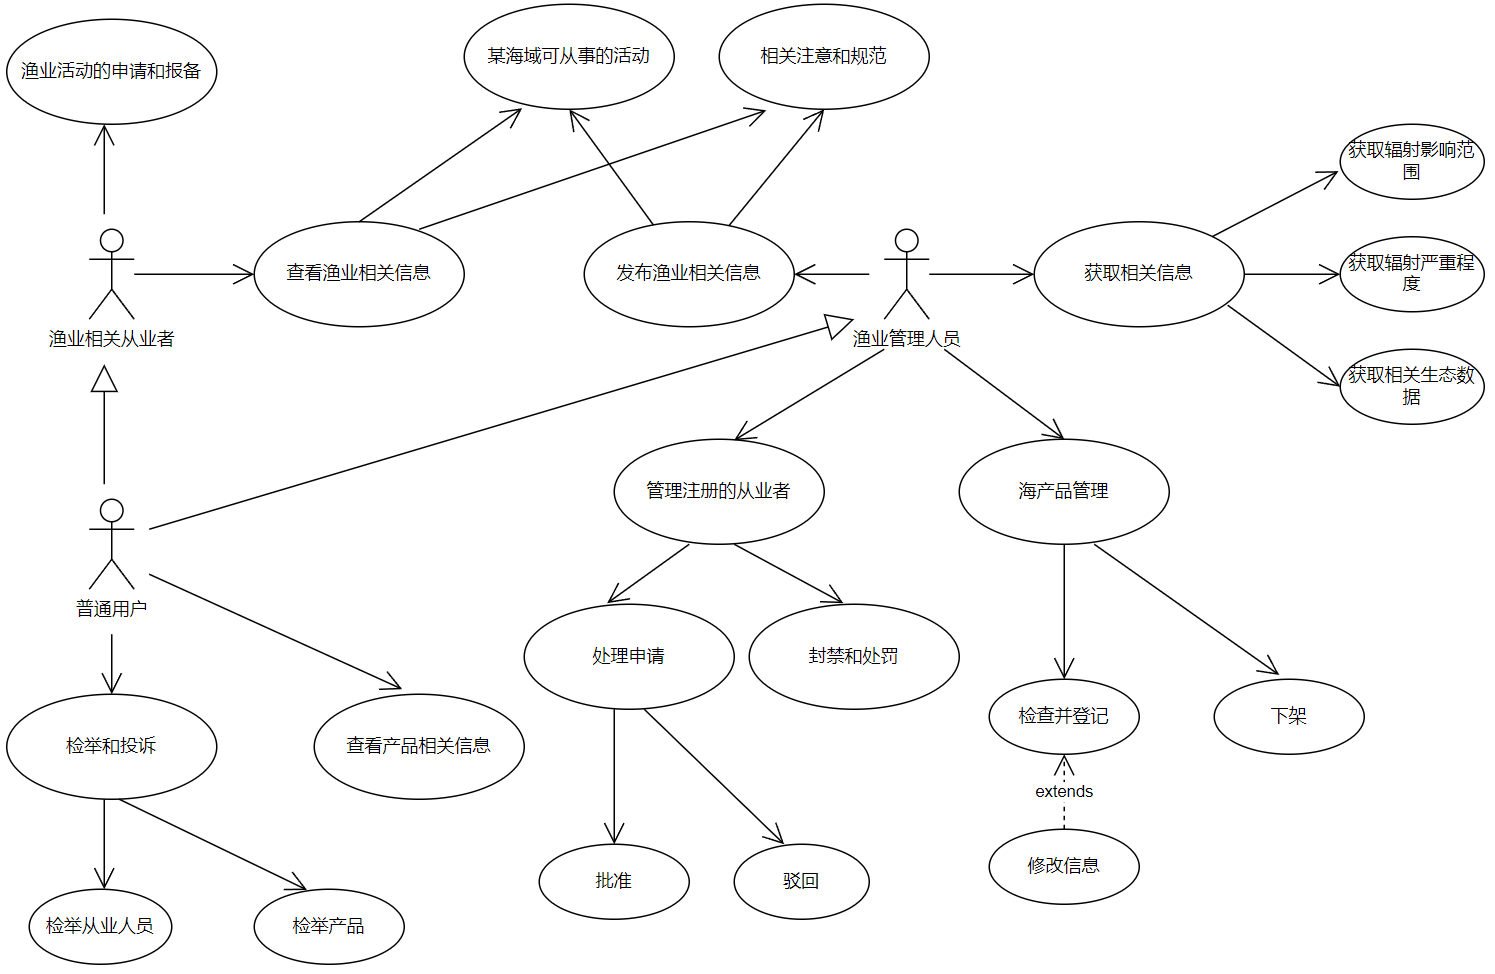 某海域可从事的活动
相关注意和规范
渔业活动的申请和报备
获取辐射影响范
围
查看渔业相关信息
发布渔业相关信息
获取相关信息
获取辐射严重程
度
渔业相关从业者
渔业管理人员
获取相关生态数
据
管理注册的从业者
海产品管理
普通用户
处理申请
封禁和处罚
检查并登记
下架
检举和投诉
查看产品相关信息
extends
修改信息
批准
驳回
检举从业人员
检举产品